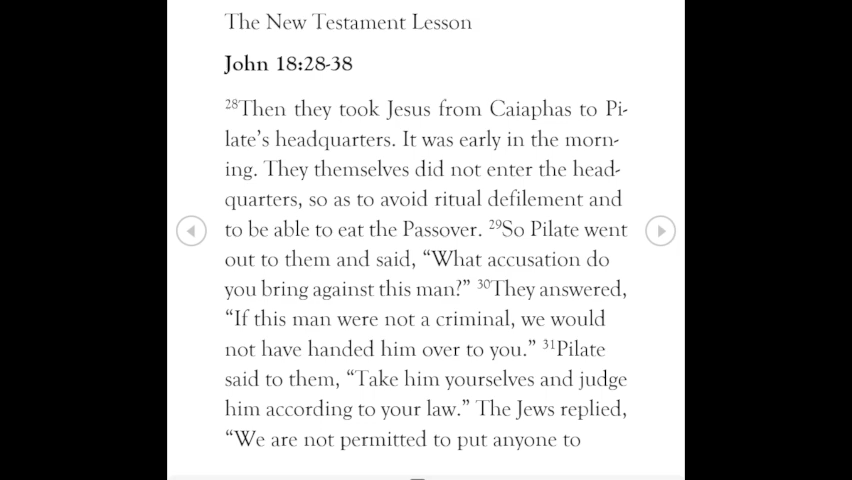 The New Testament Lesson
John 18:28-38
²⁸Then they took Jesus from Caiaphas to Pi-
late’s headquarters. It was early in the morn-
ing. They themselves did not enter the head-
quarters, so as to avoid ritual defilement and
to be able to eat the Passover. ²⁹So Pilate went
out to them and said, “What accusation do
you bring against this man?” ³⁰They answered,
“If this man were not a criminal, we would
not have handed him over to you.” ³¹Pilate
said to them, “Take him yourselves and judge
him according to your law.” The Jews replied,
“We are not permitted to put anyone to